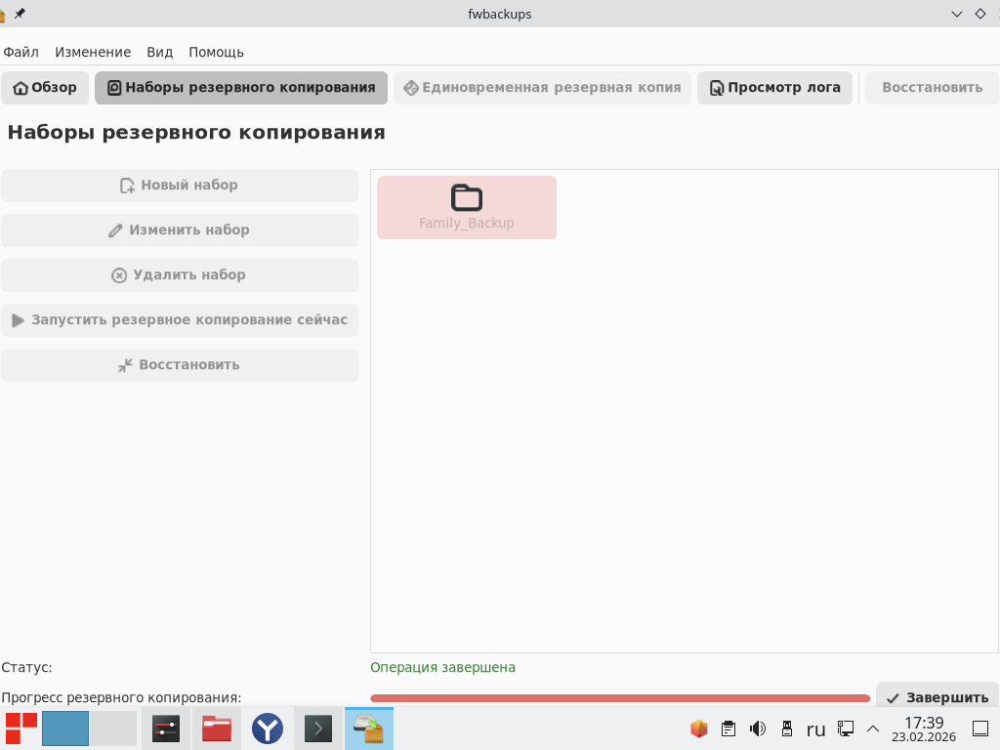 fwbackups
Файл Изменение Вид Помощь
Обзор Наборы резервного копирования Единовременная резервная копия Просмотр лога Восстановить
Наборы резервного копирования
Новый набор
Изменить набор
Удалить набор
Запустить резервное копирование сейчас
Восстановить
Family_Backup
Статус: Операция завершена
Прогресс резервного копирования: Завершить
ru 17:39
23.02.2026